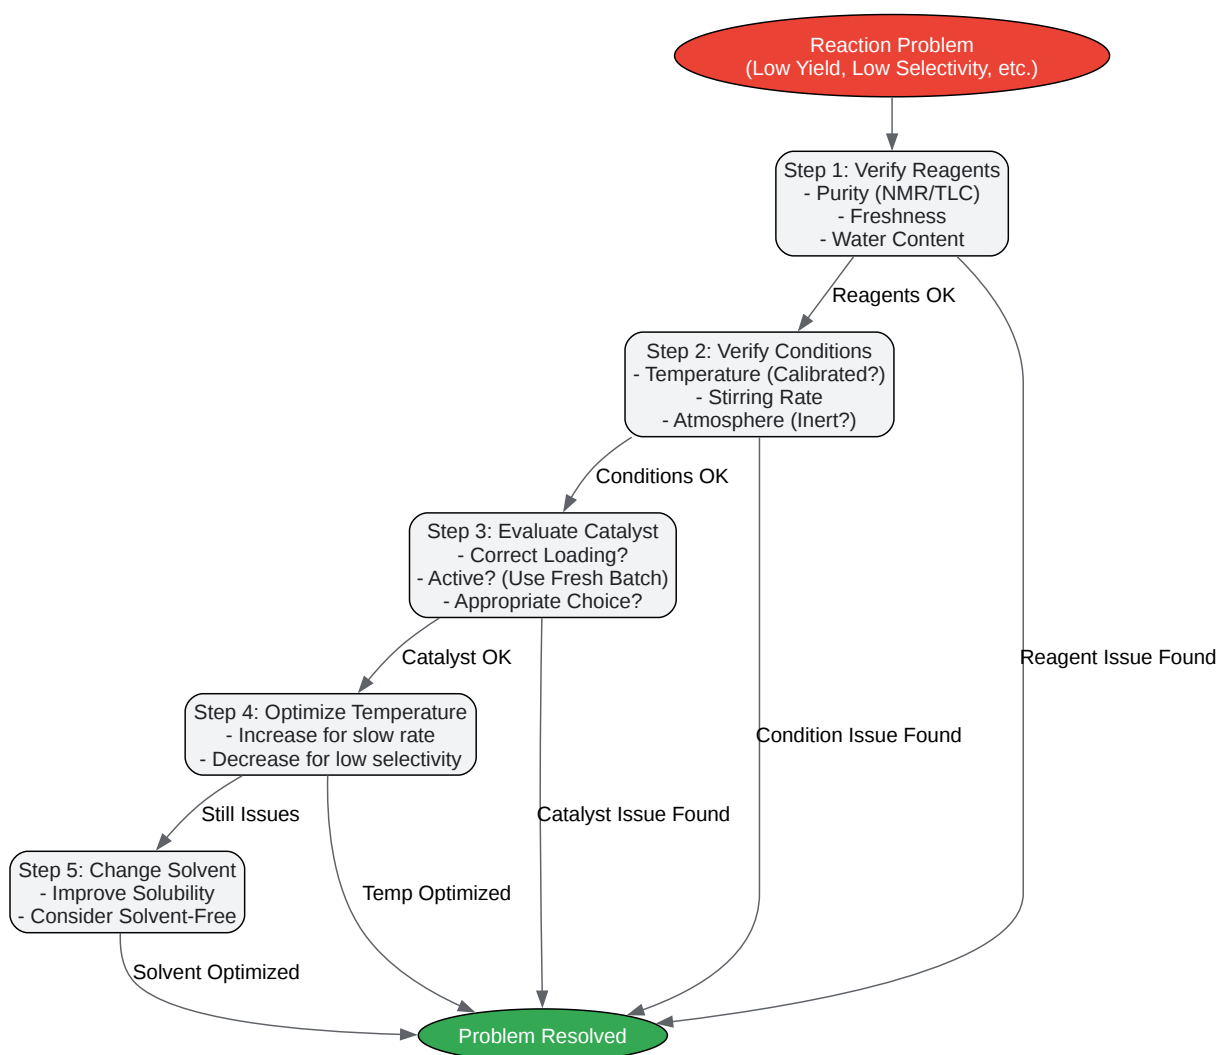 Reaction Problem
(Low Yield, Low Selectivity, etc.)
Step 1: Verify Reagents
- Purity (NMR/TLC)
- Freshness
- Water Content
Reagents OK
Step 2: Verify Conditions
- Temperature (Calibrated?)
- Stirring Rate
- Atmosphere (Inert?)
Conditions OK
Step 3: Evaluate Catalyst
- Correct Loading?
- Active? (Use Fresh Batch)
- Appropriate Choice?
Catalyst OK
Reagent Issue Found
Step 4: Optimize Temperature
- Increase for slow rate
- Decrease for low selectivity
Condition Issue Found
Still Issues
Catalyst Issue Found
Step 5: Change Solvent
- Improve Solubility
- Consider Solvent-Free
Temp Optimized
Solvent Optimized
Problem Resolved